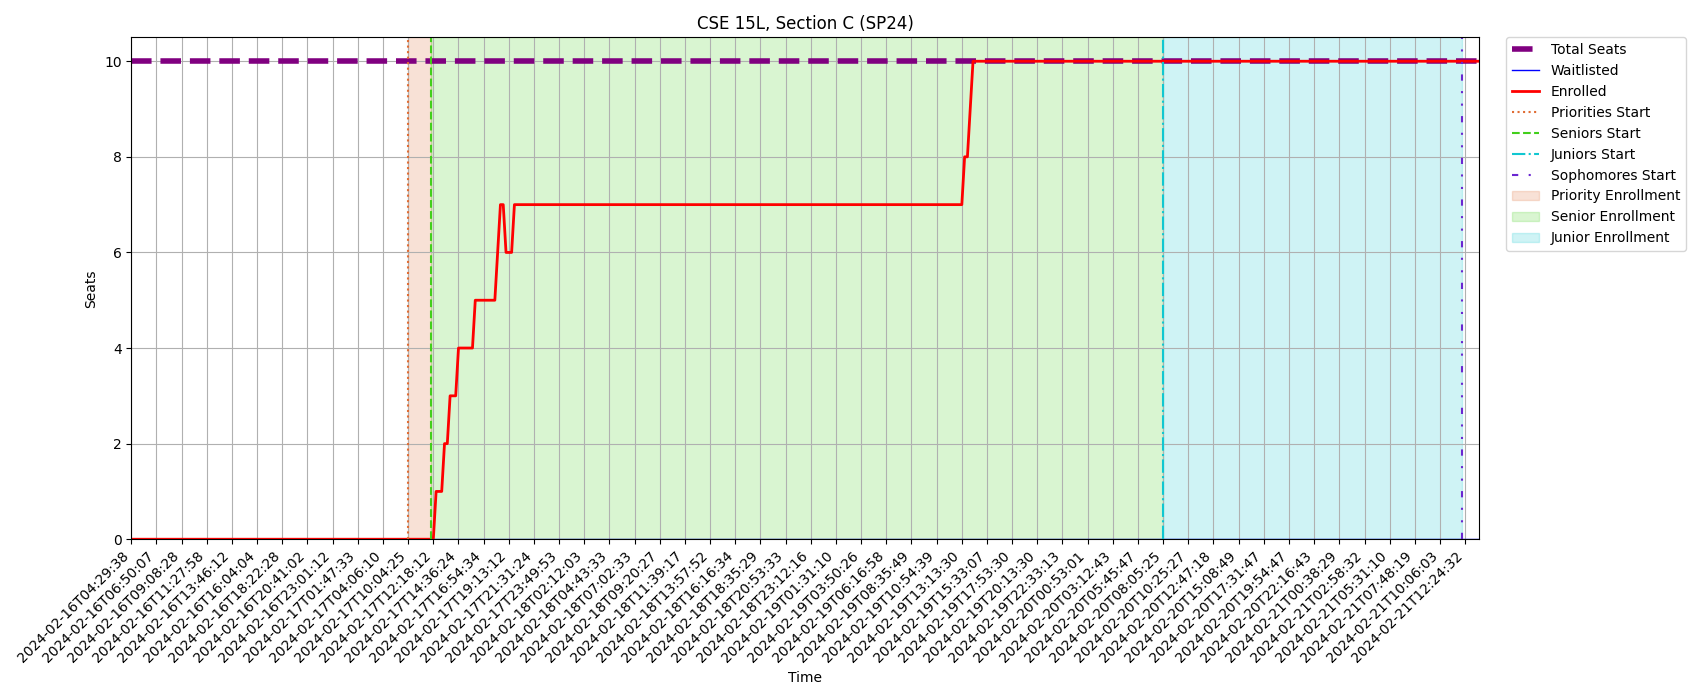 CSE 15L, Section C (SP24)
Seats
10
8
6
4
2
0
2024-02-16T04:29:38
2024-02-16T06:50:07
2024-02-16T09:08:28
2024-02-16T11:27:58
2024-02-16T13:46:12
2024-02-16T16:04:04
2024-02-16T18:22:28
2024-02-16T20:41:02
2024-02-16T23:01:12
2024-02-17T01:47:33
2024-02-17T04:06:10
2024-02-17T10:04:25
2024-02-17T12:18:12
2024-02-17T14:36:24
2024-02-17T16:54:34
2024-02-17T19:13:12
2024-02-17T21:31:24
2024-02-17T23:49:53
2024-02-18T02:12:03
2024-02-18T04:43:33
2024-02-18T07:02:33
2024-02-18T09:20:27
2024-02-18T11:39:17
2024-02-18T13:57:52
2024-02-18T16:16:34
2024-02-18T18:35:29
2024-02-18T20:53:33
2024-02-18T23:12:16
2024-02-19T01:31:10
2024-02-19T03:50:26
2024-02-19T06:16:58
2024-02-19T08:35:49
2024-02-19T10:54:39
2024-02-19T13:13:30
2024-02-19T15:33:07
2024-02-19T17:53:30
2024-02-19T20:13:30
2024-02-19T22:33:13
2024-02-20T00:53:01
2024-02-20T03:12:43
2024-02-20T05:45:47
2024-02-20T08:05:25
2024-02-20T10:25:27
2024-02-20T12:47:18
2024-02-20T15:08:49
2024-02-20T17:31:47
2024-02-20T19:54:47
2024-02-20T22:16:43
2024-02-21T00:38:29
2024-02-21T02:58:32
2024-02-21T05:31:10
2024-02-21T07:48:19
2024-02-21T10:06:03
2024-02-21T12:24:32
Time
Total Seats
Waitlisted
Enrolled
Priorities Start
Seniors Start
Juniors Start
Sophomores Start
Priority Enrollment
Senior Enrollment
Junior Enrollment